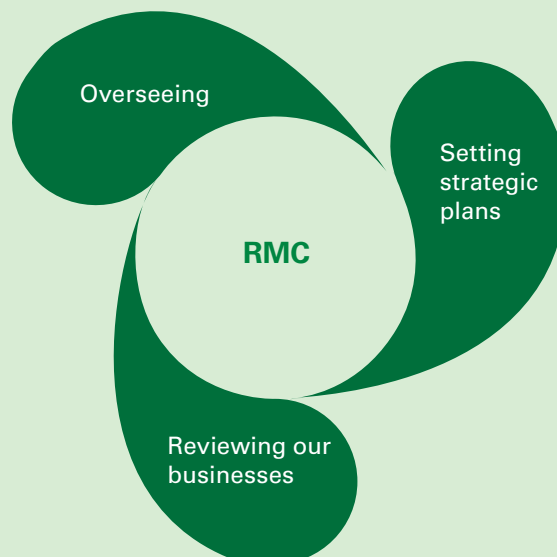 Overseeing
Setting
strategic
plans
RMC
Reviewing our
businesses